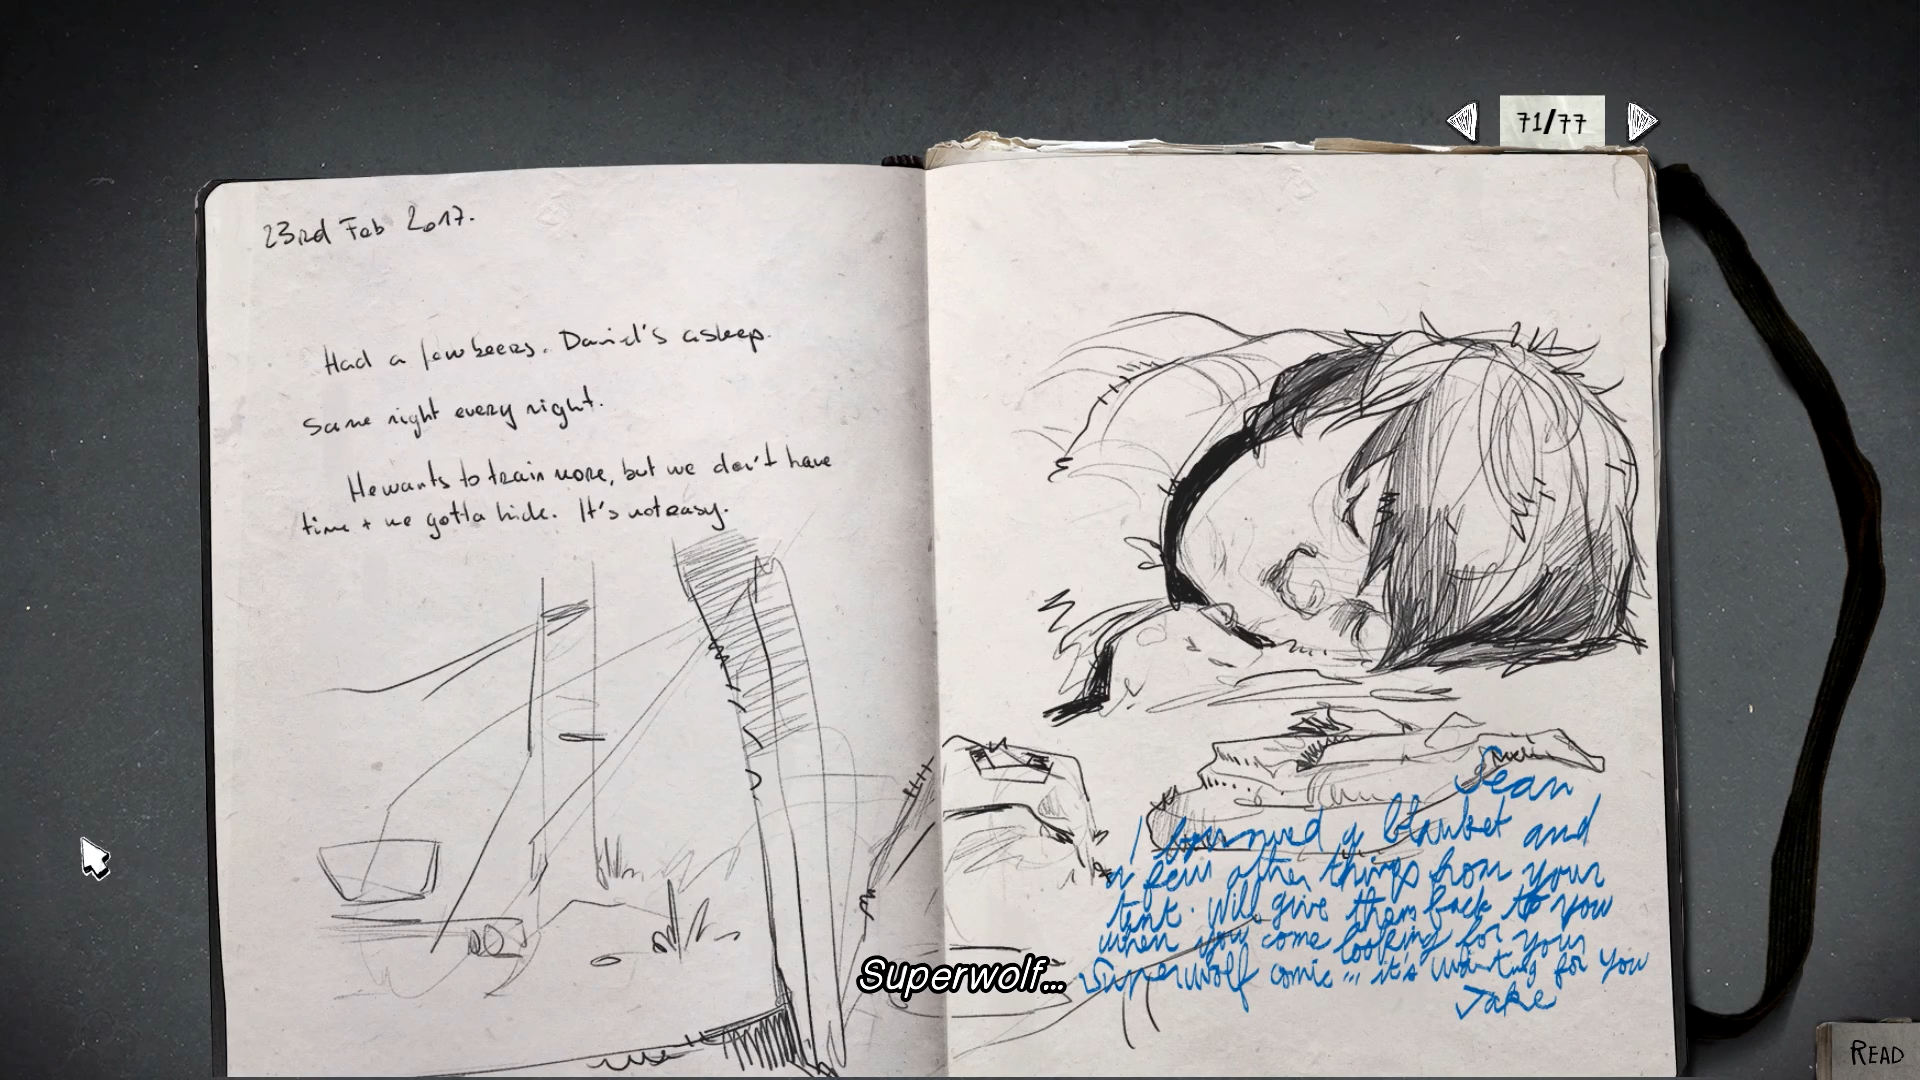 71/77
23rd Feb 2017.
Had a few beers. Daniel's asleep.
Same night every night.
He wants to train more, but we don't have
time + we gotta hide. It's not easy.
Sean
I borrowed a blanket and
a few other things from your
tent. Will give them back to you
when you come looking for your
Superwolf comic... it's waiting for you
Jake
Superwolf...
READ